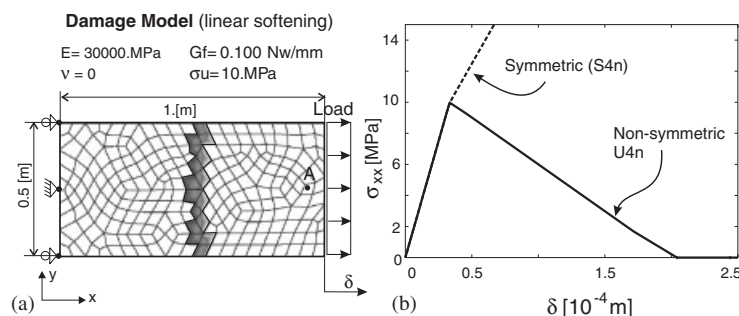 Damage Model (linear softening)
E= 30000.MPa Gf= 0.100 Nw/mm
ν = 0 σu= 10.MPa
1.[m]
Load
0.5 [m]
A
y
x
δ
(a)
14
10
6
2
0
σxx [MPa]
Symmetric (S4n)
Non-symmetric
U4n
0 0.5 1.5 2.5
δ [10-4 m]
(b)